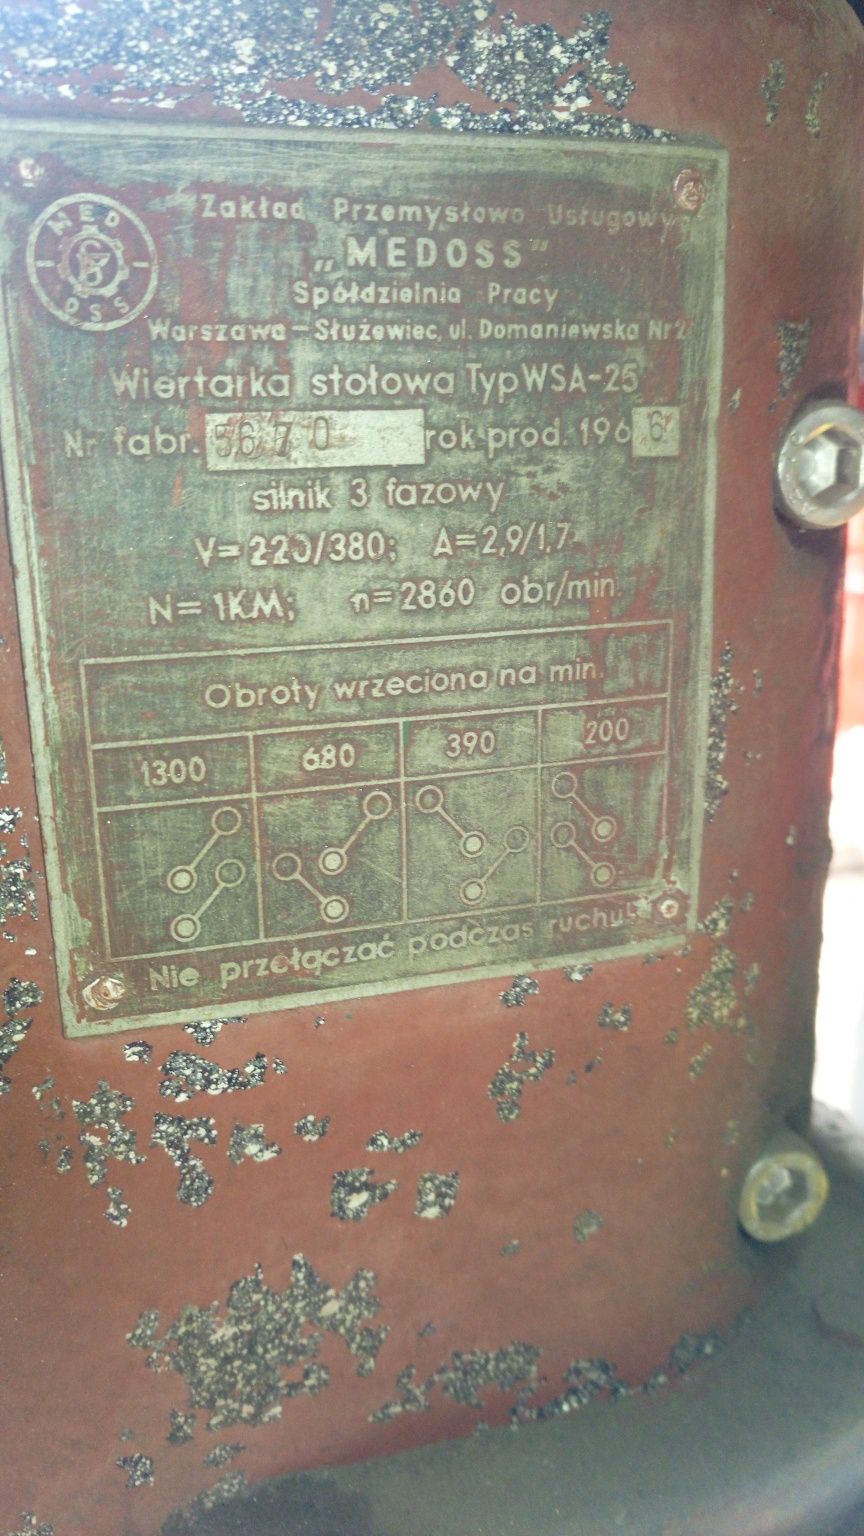 MED
OSS
Zakład Przemysłowo Usługowy
„MEDOSS”
Spółdzielnia Pracy
Warszawa-Służewiec, ul. Domaniewska Nr 2
Wiertarka stołowa Typ WSA-25
Nr fabr. 5670 rok prod. 1966
silnik 3 fazowy
V=220/380; A=2,9/1,7
N=1KM; n=2860 obr/min.
Obroty wrzeciona na min.
1300 680 390 200
Nie przełączać podczas ruchu!